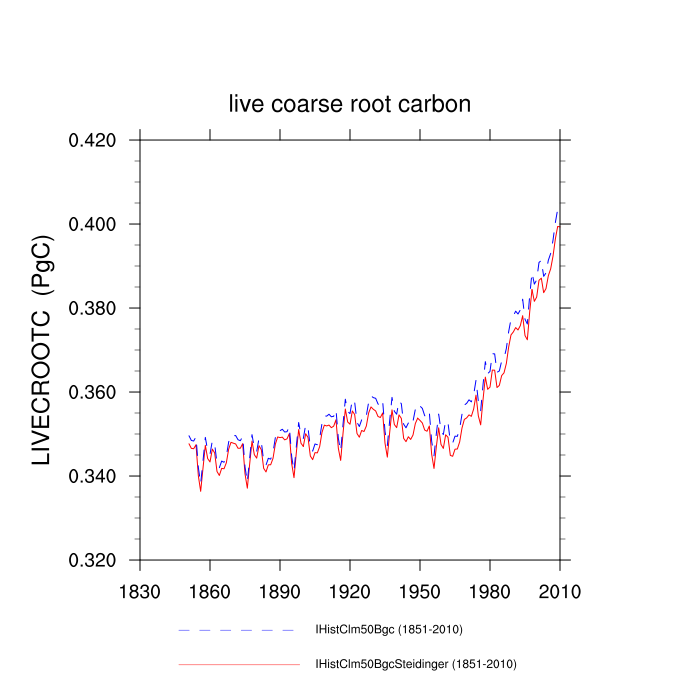 live coarse root carbon
0.420
0.400
0.380
0.360
0.340
0.320
LIVECROOTC (PgC)
1830 1860 1890 1920 1950 1980 2010
IHistClm50Bgc (1851-2010)
IHistClm50BgcSteidinger (1851-2010)